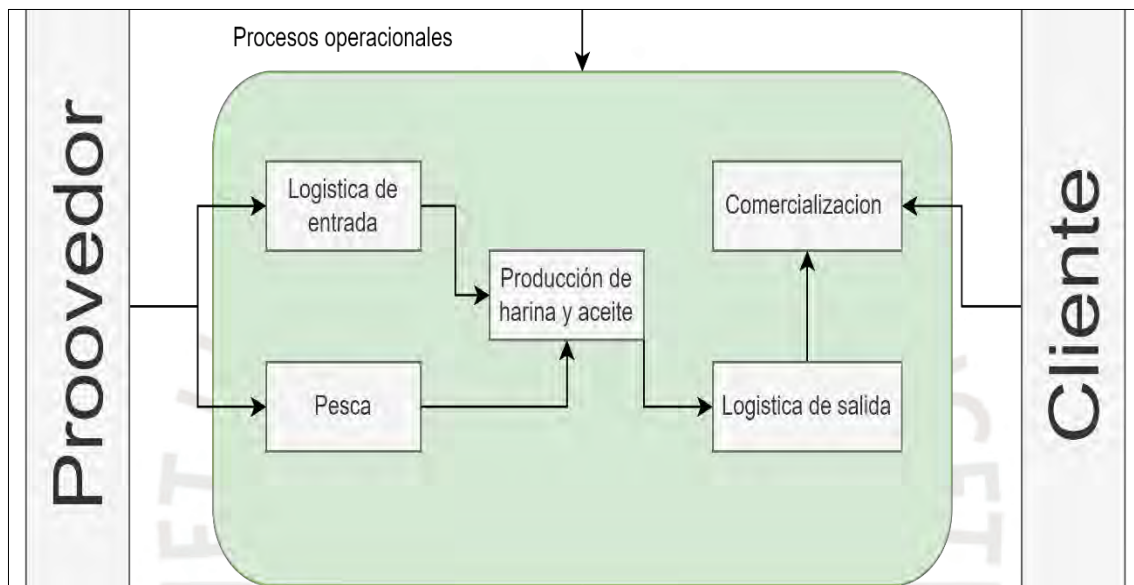 Procesos operacionales
Proovedor
Logistica de
entrada
Comercializacion
Producción de
harina y aceite
Pesca
Logistica de salida
Cliente